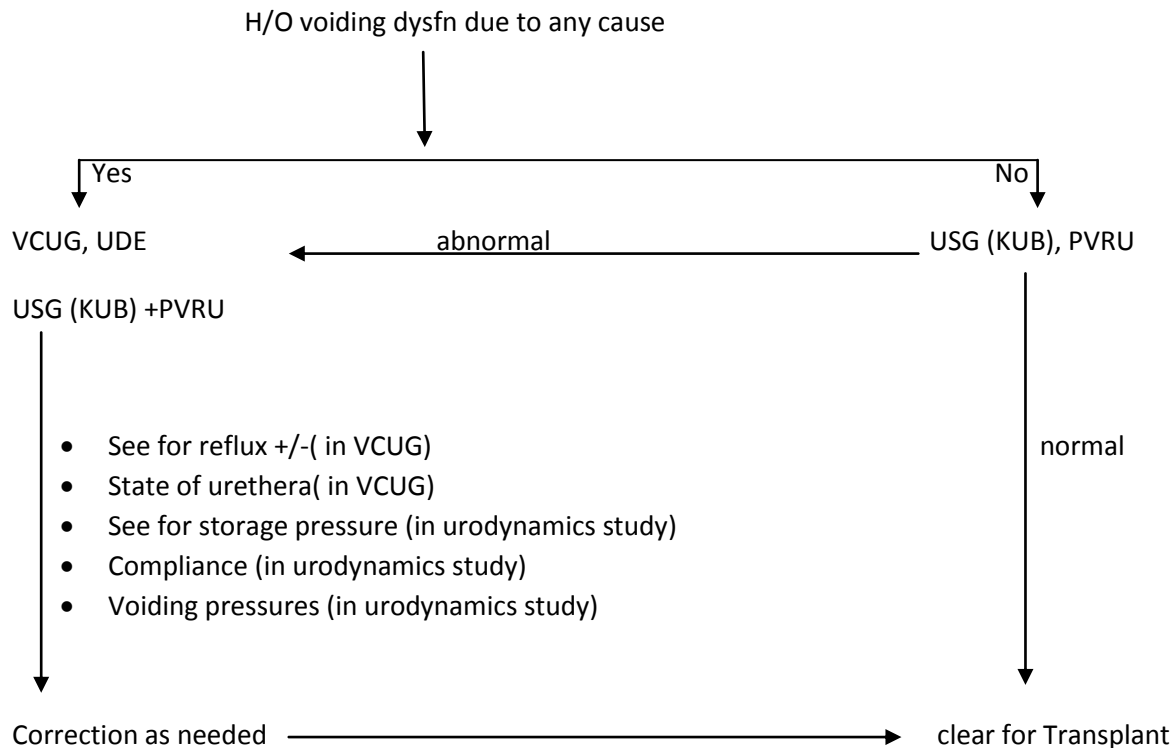 H/O voiding dysfn due to any cause
Yes
No
VCUG, UDE
abnormal
USG (KUB), PVRU
USG (KUB) +PVRU
• See for reflux +/-( in VCUG)
• State of urethera( in VCUG)
• See for storage pressure (in urodynamics study)
• Compliance (in urodynamics study)
• Voiding pressures (in urodynamics study)
normal
Correction as needed
clear for Transplant